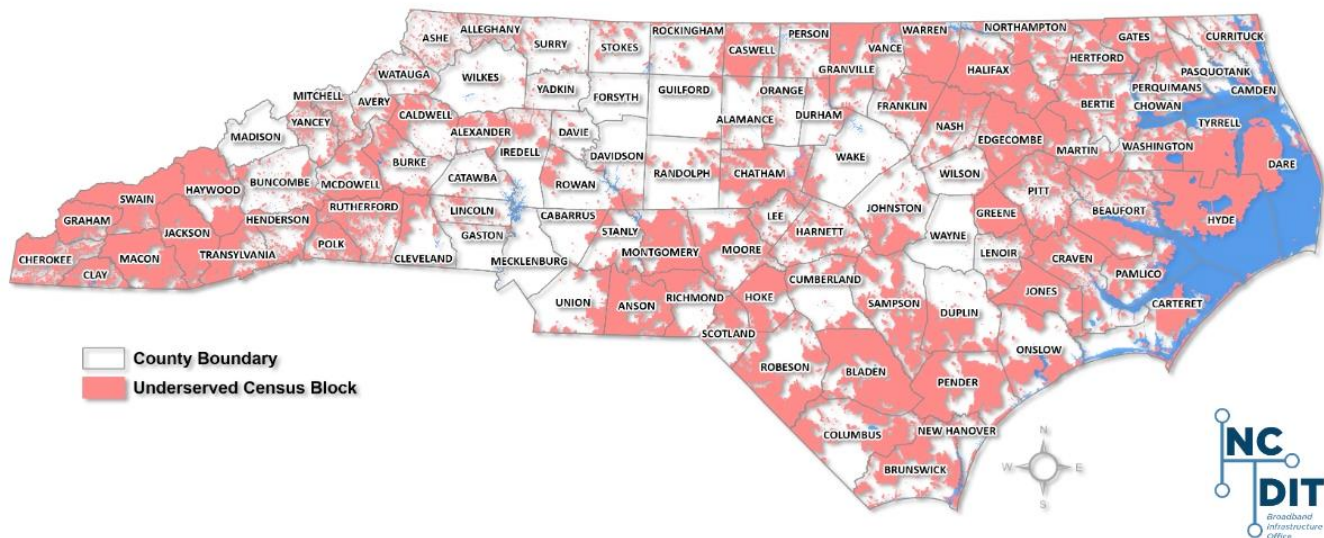 ALLEGHANY
ASHE
SURRY
STOKES
ROCKINGHAM
CASWELL
PERSON
GRANVILLE
VANCE
WARREN
NORTHAMPTON
GATES
CURRITUCK
HERTFORD
HALIFAX
PASQUOTANK
CAMDEN
PERQUIMANS
CHOWAN
WATAUGA
WILKES
YADKIN
FORSYTH
GUILFORD
ORANGE
ALAMANCE
DURHAM
FRANKLIN
BERTIE
MITCHELL
AVERY
YANCEY
CALDWELL
ALEXANDER
DAVIE
IREDELL
NASH
EDGECOMBE
MARTIN
WASHINGTON
TYRRELL
DARE
MADISON
BURKE
DAVIDSON
WAKE
WILSON
PITT
BEAUFORT
HYDE
SWAIN
HAYWOOD
BUNCOMBE
MCDOWELL
CATAWBA
ROWAN
RANDOLPH
CHATHAM
GRAHAM
JACKSON
HENDERSON
RUTHERFORD
LINCOLN
CABARRUS
STANLY
LEE
HARNETT
JOHNSTON
GREENE
WAYNE
LENOIR
CRAVEN
PAMLICO
CHEROKEE
CLAY
MACON
TRANSYLVANIA
POLK
CLEVELAND
GASTON
MECKLENBURG
MONTGOMERY
MOORE
CUMBERLAND
SAMPSON
DUPLIN
JONES
CARTERET
UNION
ANSON
RICHMOND
HOKE
SCOTLAND
ONSLOW
ROBESON
BLADEN
PENDER
COLUMBUS
NEW HANOVER
BRUNSWICK
County Boundary
Underserved Census Block
N
W
E
S
NC
DIT
Broadband
Infrastructure
Office